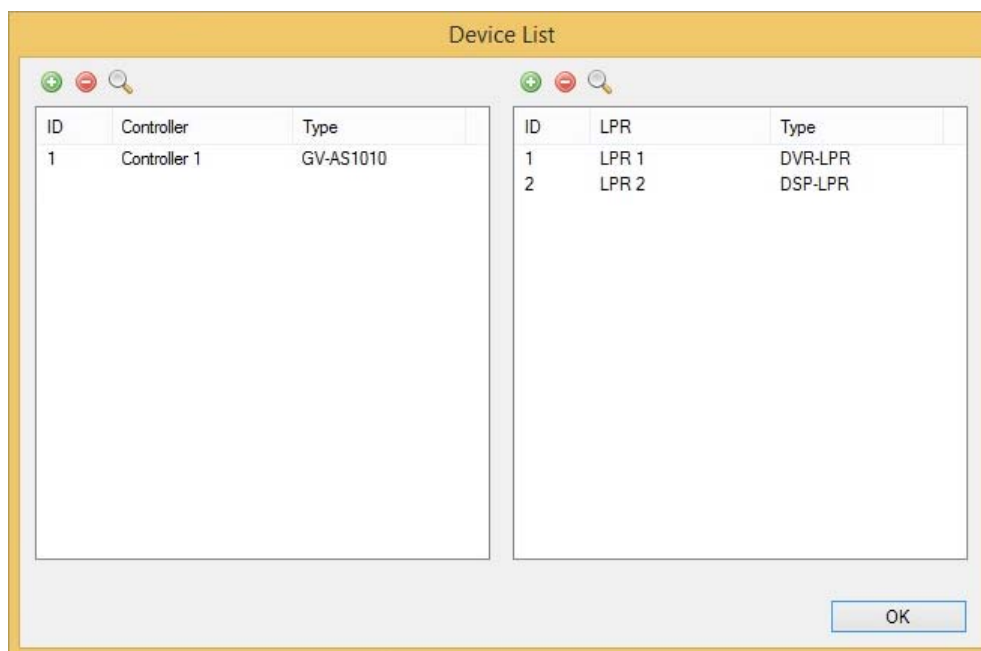 Device List
ID Controller Type
1 Controller 1 GV-AS1010
ID LPR Type
1 LPR 1 DVR-LPR
2 LPR 2 DSP-LPR
OK